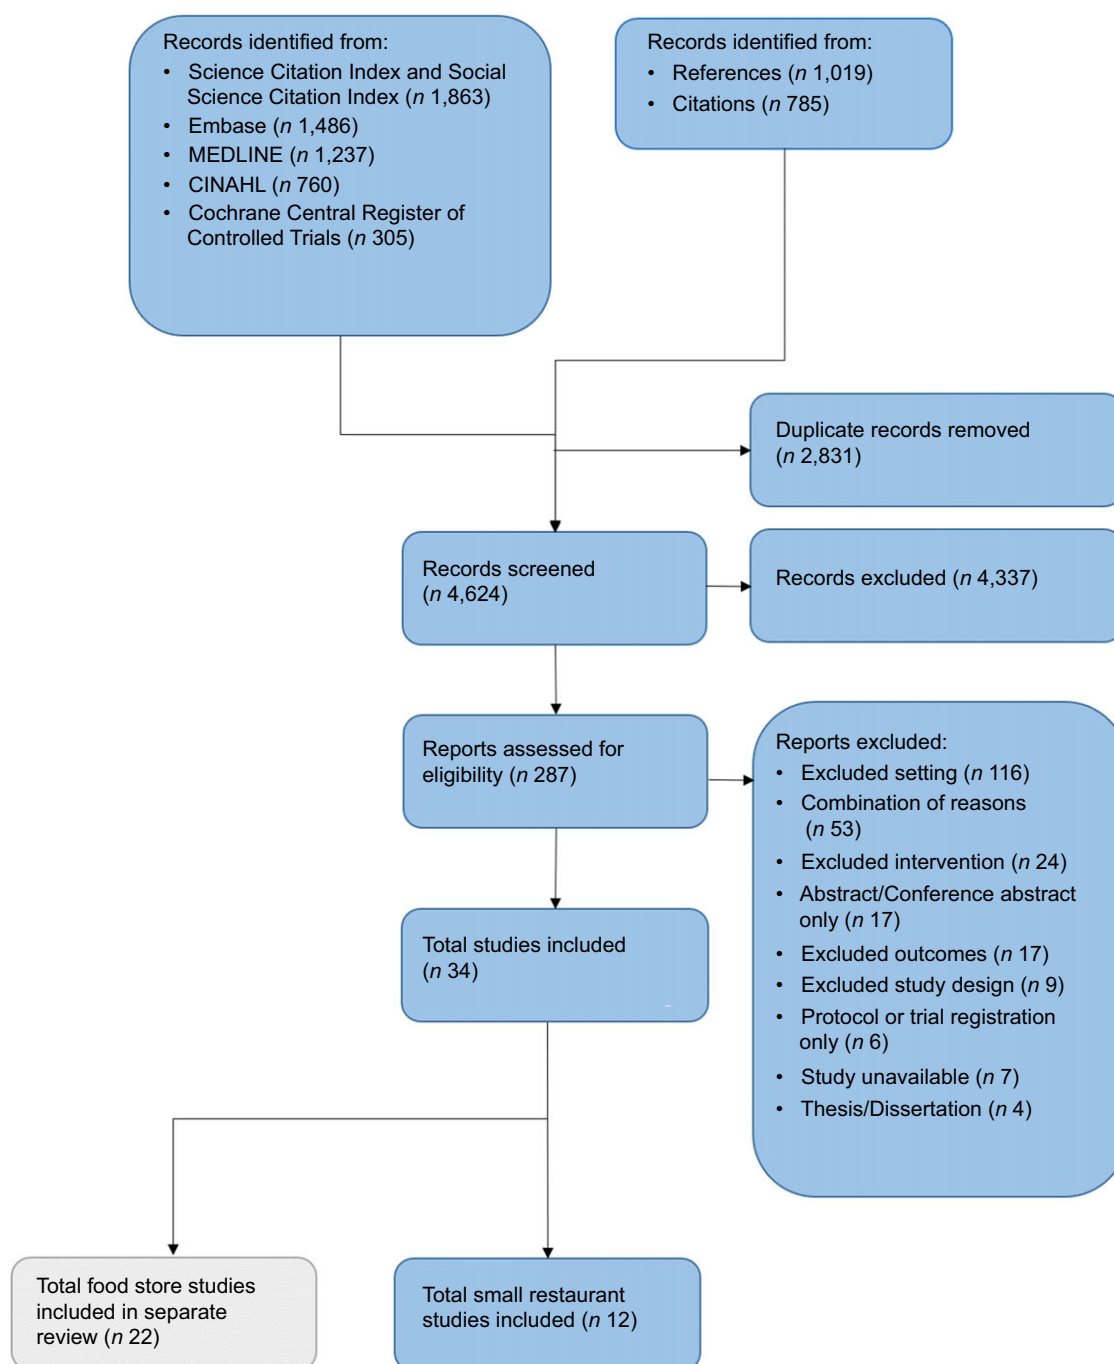 Records identified from:
• Science Citation Index and Social
Science Citation Index (n 1,863)
• Embase (n 1,486)
• MEDLINE (n 1,237)
• CINAHL (n 760)
• Cochrane Central Register of
Controlled Trials (n 305)
Records identified from:
• References (n 1,019)
• Citations (n 785)
Duplicate records removed
(n 2,831)
Records screened
(n 4,624)
Records excluded (n 4,337)
Reports assessed for
eligibility (n 287)
Reports excluded:
• Excluded setting (n 116)
• Combination of reasons
(n 53)
• Excluded intervention (n 24)
• Abstract/Conference abstract
only (n 17)
• Excluded outcomes (n 17)
• Excluded study design (n 9)
• Protocol or trial registration
only (n 6)
• Study unavailable (n 7)
• Thesis/Dissertation (n 4)
Total studies included
(n 34)
Total food store studies
included in separate
review (n 22)
Total small restaurant
studies included (n 12)